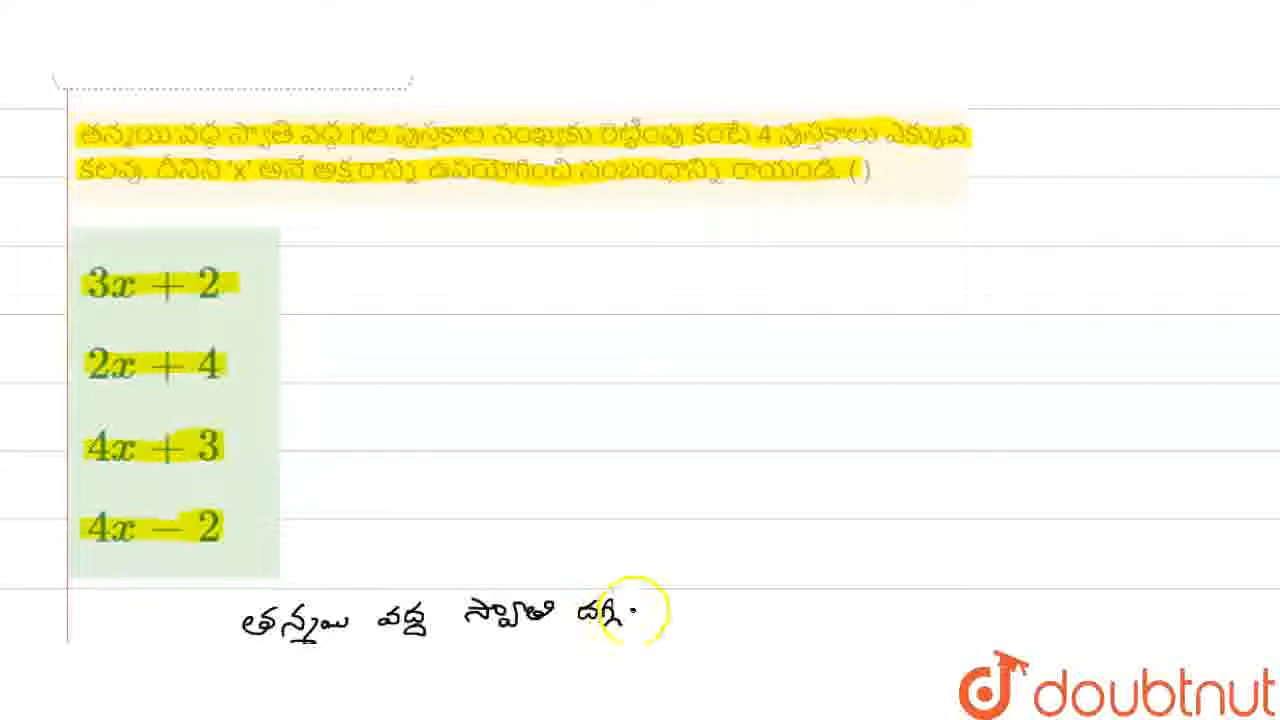 తన్మయి వద్ద స్వాతి వద్ద గల పుస్తకాల సంఖ్యకు రెట్టింపు కంటే 4 పుస్తకాలు ఎక్కువ
కలవు. దీనిని 'x' అనే అక్షరాన్ని ఉపయోగించి సంబంధాన్ని రాయండి. ( )
3x + 2
2x + 4
4x + 3
4x − 2
తన్మయి వద్ద స్వాతి దగ్గ
doubtnut